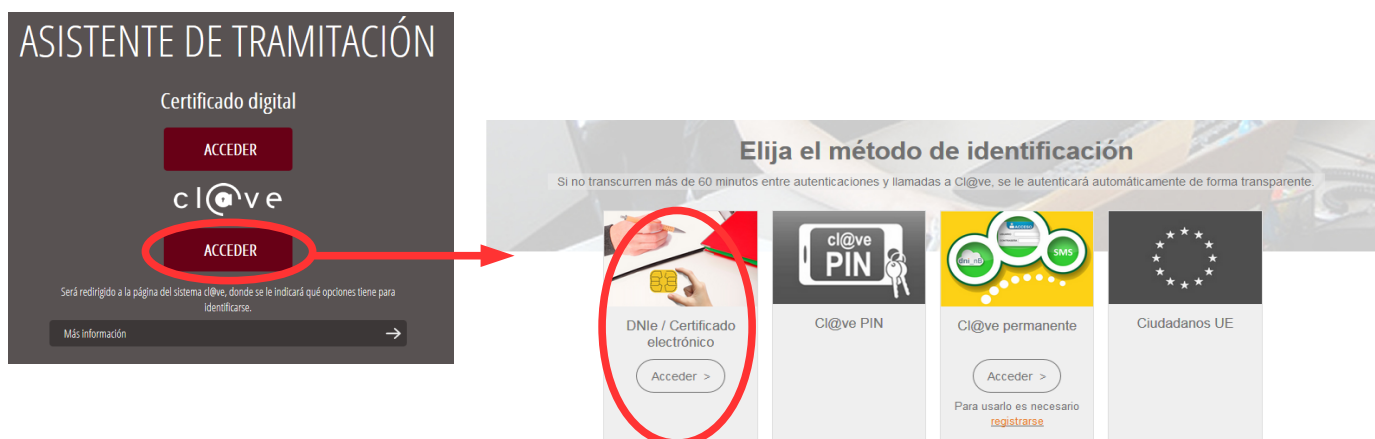 ASISTENTE DE TRAMITACIÓN
Certificado digital
ACCEDER
cl@ve
ACCEDER
Será redirigido a la página del sistema cl@ve, donde se le indicará qué opciones tiene para
identificarse.
Más información
Elija el método de identificación
Si no transcurren más de 60 minutos entre autenticaciones y llamadas a Cl@ve, se le autenticará automáticamente de forma transparente.
DNIe / Certificado
electrónico
Acceder >
cl@ve
PIN
Cl@ve PIN
ACCESO
dni_nB
SMS
Cl@ve permanente
Acceder >
Para usarlo es necesario
registrarse
Ciudadanos UE